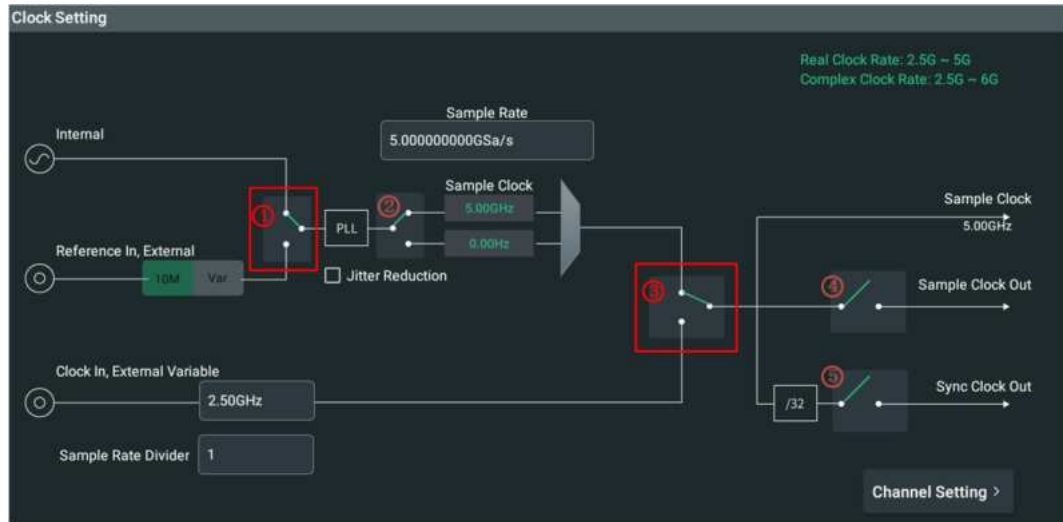 Clock Setting
Real Clock Rate: 2.5G ~ 5G
Complex Clock Rate: 2.5G ~ 6G
Sample Rate
5.000000000GSa/s
Internal
Sample Clock
①
②
5.00GHz
PLL
0.00Hz
Sample Clock
5.00GHz
Reference In, External
10M
Var
Jitter Reduction
③
④
Sample Clock Out
Clock In, External Variable
2.50GHz
⑤
/32
Sync Clock Out
Sample Rate Divider
1
Channel Setting >